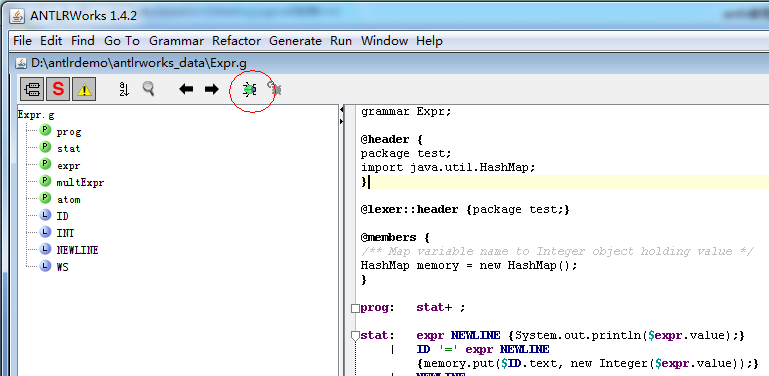 ANTLRWorks 1.4.2
File Edit Find Go To Grammar Refactor Generate Run Window Help
D:\antlrdemo\antlrworks_data\Expr.g
S
a
z
Expr.g
P prog
P stat
P expr
P multExpr
P atom
L ID
L INT
L NEWLINE
L WS
grammar Expr;
@header {
package test;
import java.util.HashMap;
}
@lexer::header {package test;}
@members {
/** Map variable name to Integer object holding value */
HashMap memory = new HashMap();
}
prog: stat+ ;
stat: expr NEWLINE {System.out.println($expr.value);}
| ID '=' expr NEWLINE
{memory.put($ID.text, new Integer($expr.value));}
| NEWLINE